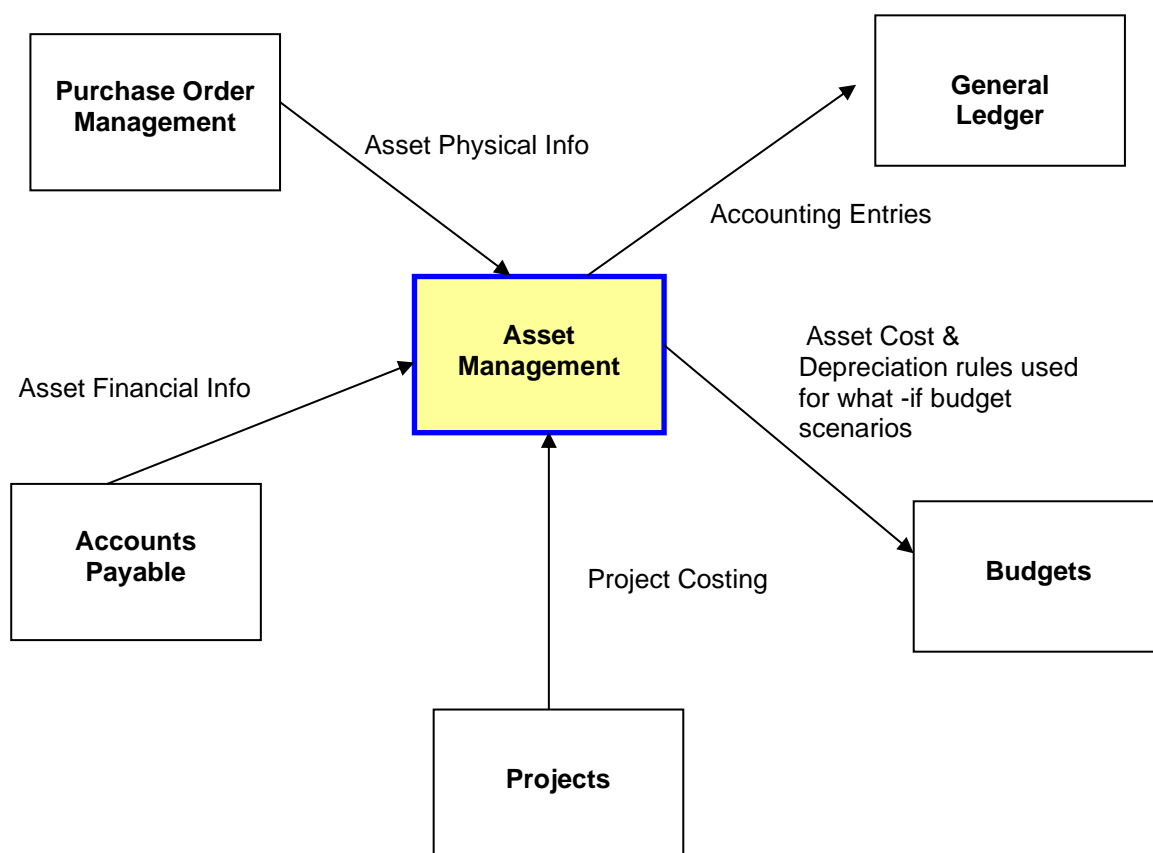 Purchase Order
Management
General
Ledger
Asset Physical Info
Accounting Entries
Asset
Management
Asset Cost &
Depreciation rules used
for what -if budget
scenarios
Asset Financial Info
Accounts
Payable
Budgets
Project Costing
Projects